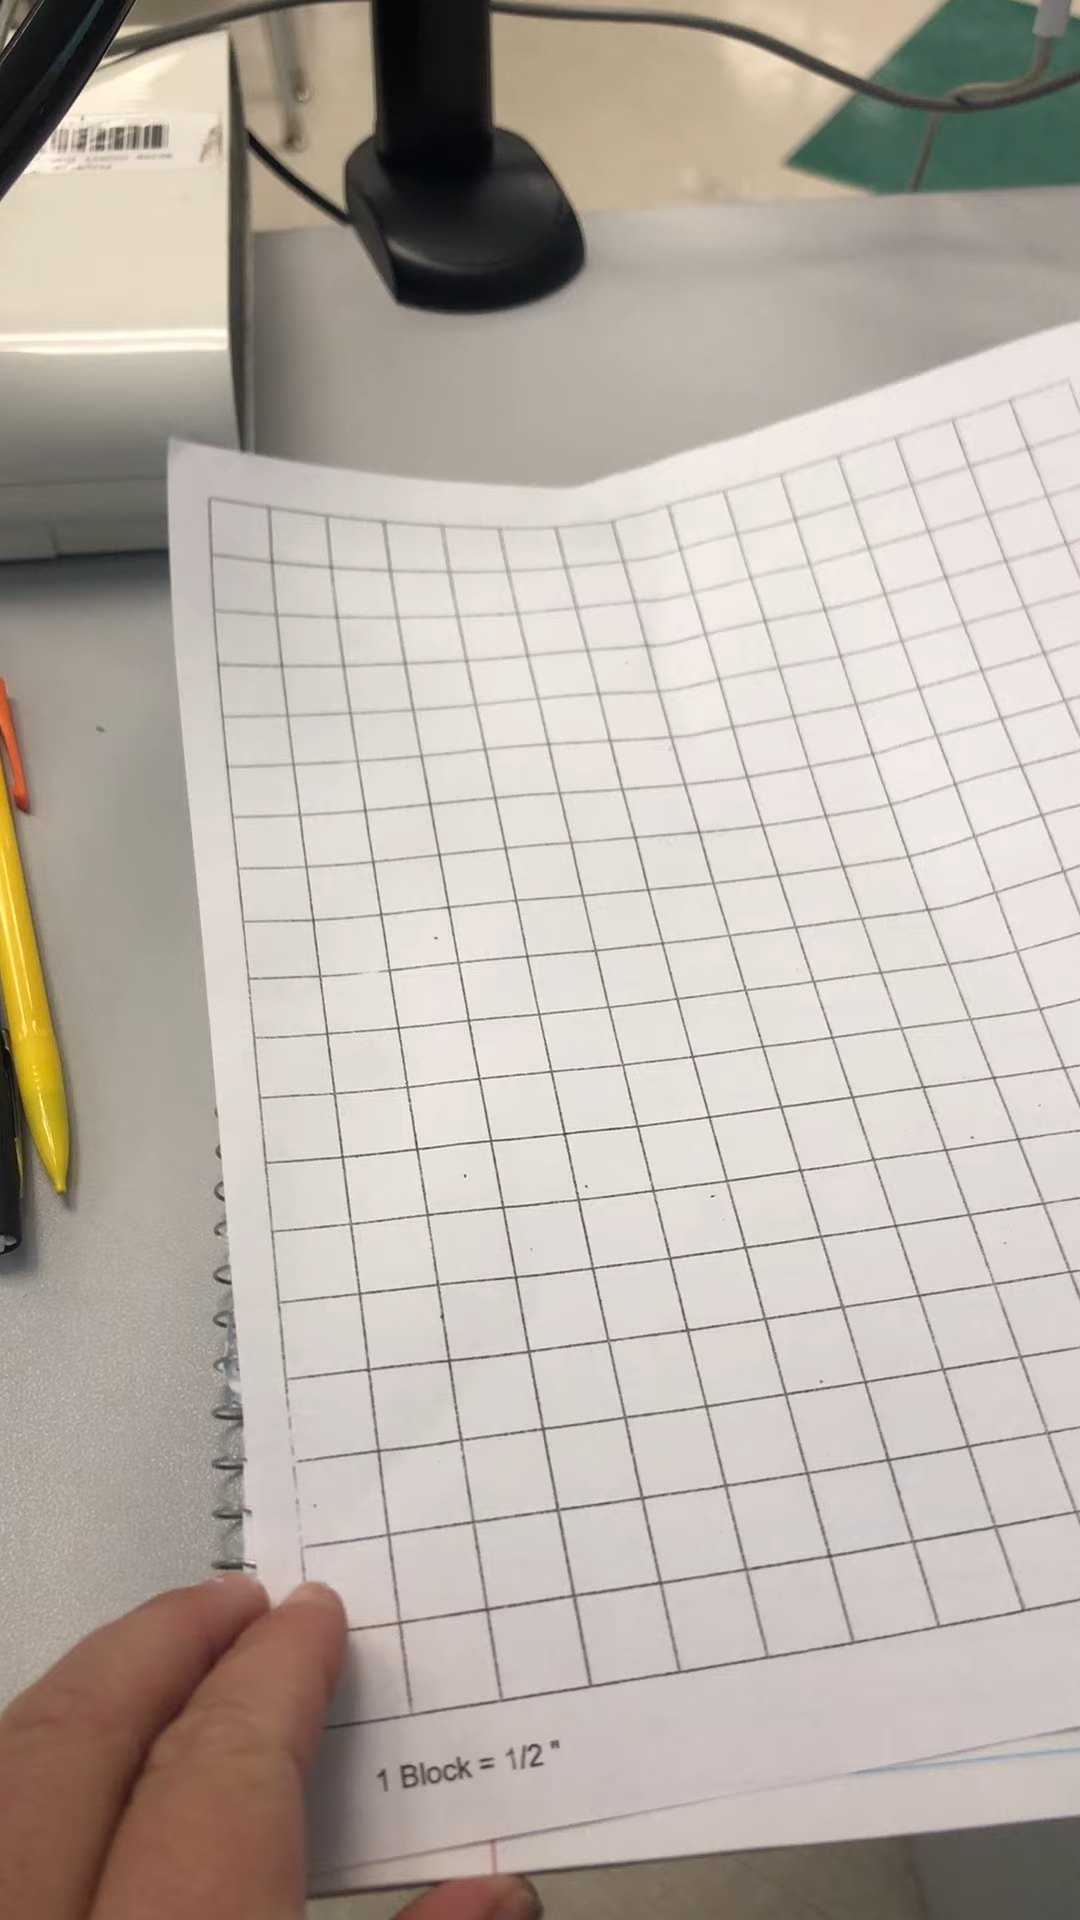 1 Block = 1/2 "